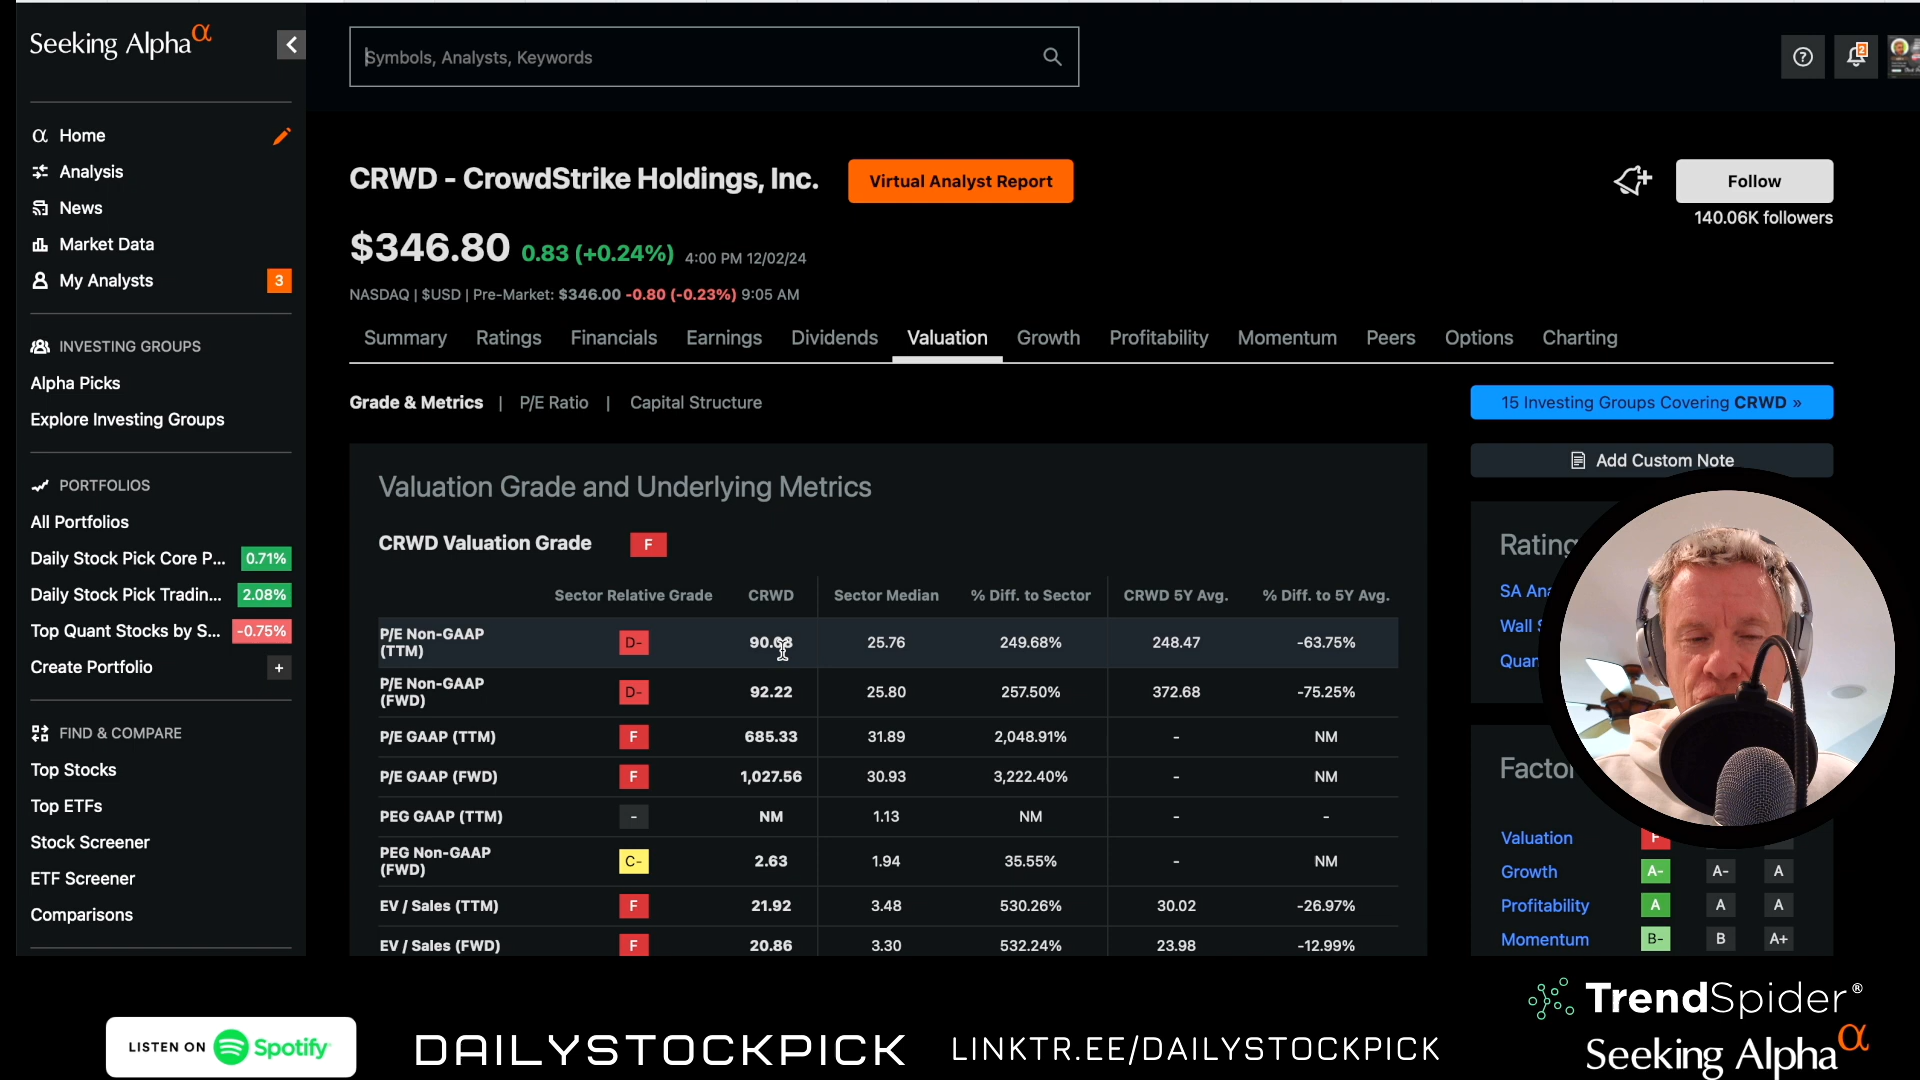 Seeking Alpha α
Symbols, Analysts, Keywords
2
α Home
Analysis
News
Market Data
My Analysts 3
INVESTING GROUPS
Alpha Picks
Explore Investing Groups
PORTFOLIOS
All Portfolios
Daily Stock Pick Core P... 0.71%
Daily Stock Pick Tradin... 2.08%
Top Quant Stocks by S... -0.75%
Create Portfolio +
FIND & COMPARE
Top Stocks
Top ETFs
Stock Screener
ETF Screener
Comparisons
CRWD - CrowdStrike Holdings, Inc. Virtual Analyst Report
Follow
140.06K followers
$346.80 0.83 (+0.24%) 4:00 PM 12/02/24
NASDAQ | $USD | Pre-Market: $346.00 -0.80 (-0.23%) 9:05 AM
Summary Ratings Financials Earnings Dividends Valuation Growth Profitability Momentum Peers Options Charting
Grade & Metrics | P/E Ratio | Capital Structure
15 Investing Groups Covering CRWD »
Add Custom Note
Valuation Grade and Underlying Metrics
CRWD Valuation Grade F
Sector Relative Grade CRWD Sector Median % Diff. to Sector CRWD 5Y Avg. % Diff. to 5Y Avg.
P/E Non-GAAP (TTM) D- 25.76 249.68% 248.47 -63.75%
P/E Non-GAAP (FWD) D- 92.22 25.80 257.50% 372.68 -75.25%
P/E GAAP (TTM) F 685.33 31.89 2,048.91% - NM
P/E GAAP (FWD) F 1,027.56 30.93 3,222.40% - NM
PEG GAAP (TTM) - NM 1.13 NM - -
PEG Non-GAAP (FWD) C- 2.63 1.94 35.55% - NM
EV / Sales (TTM) F 21.92 3.48 530.26% 30.02 -26.97%
EV / Sales (FWD) F 20.86 3.30 532.24% 23.98 -12.99%
Rating
SA Ana
Wall S
Quan
Factor
Valuation F
Growth A- A- A
Profitability A A A
Momentum B- B A+
LISTEN ON Spotify
DAILYSTOCKPICK
LINKTR.EE/DAILYSTOCKPICK
TrendSpider®
Seeking Alpha α